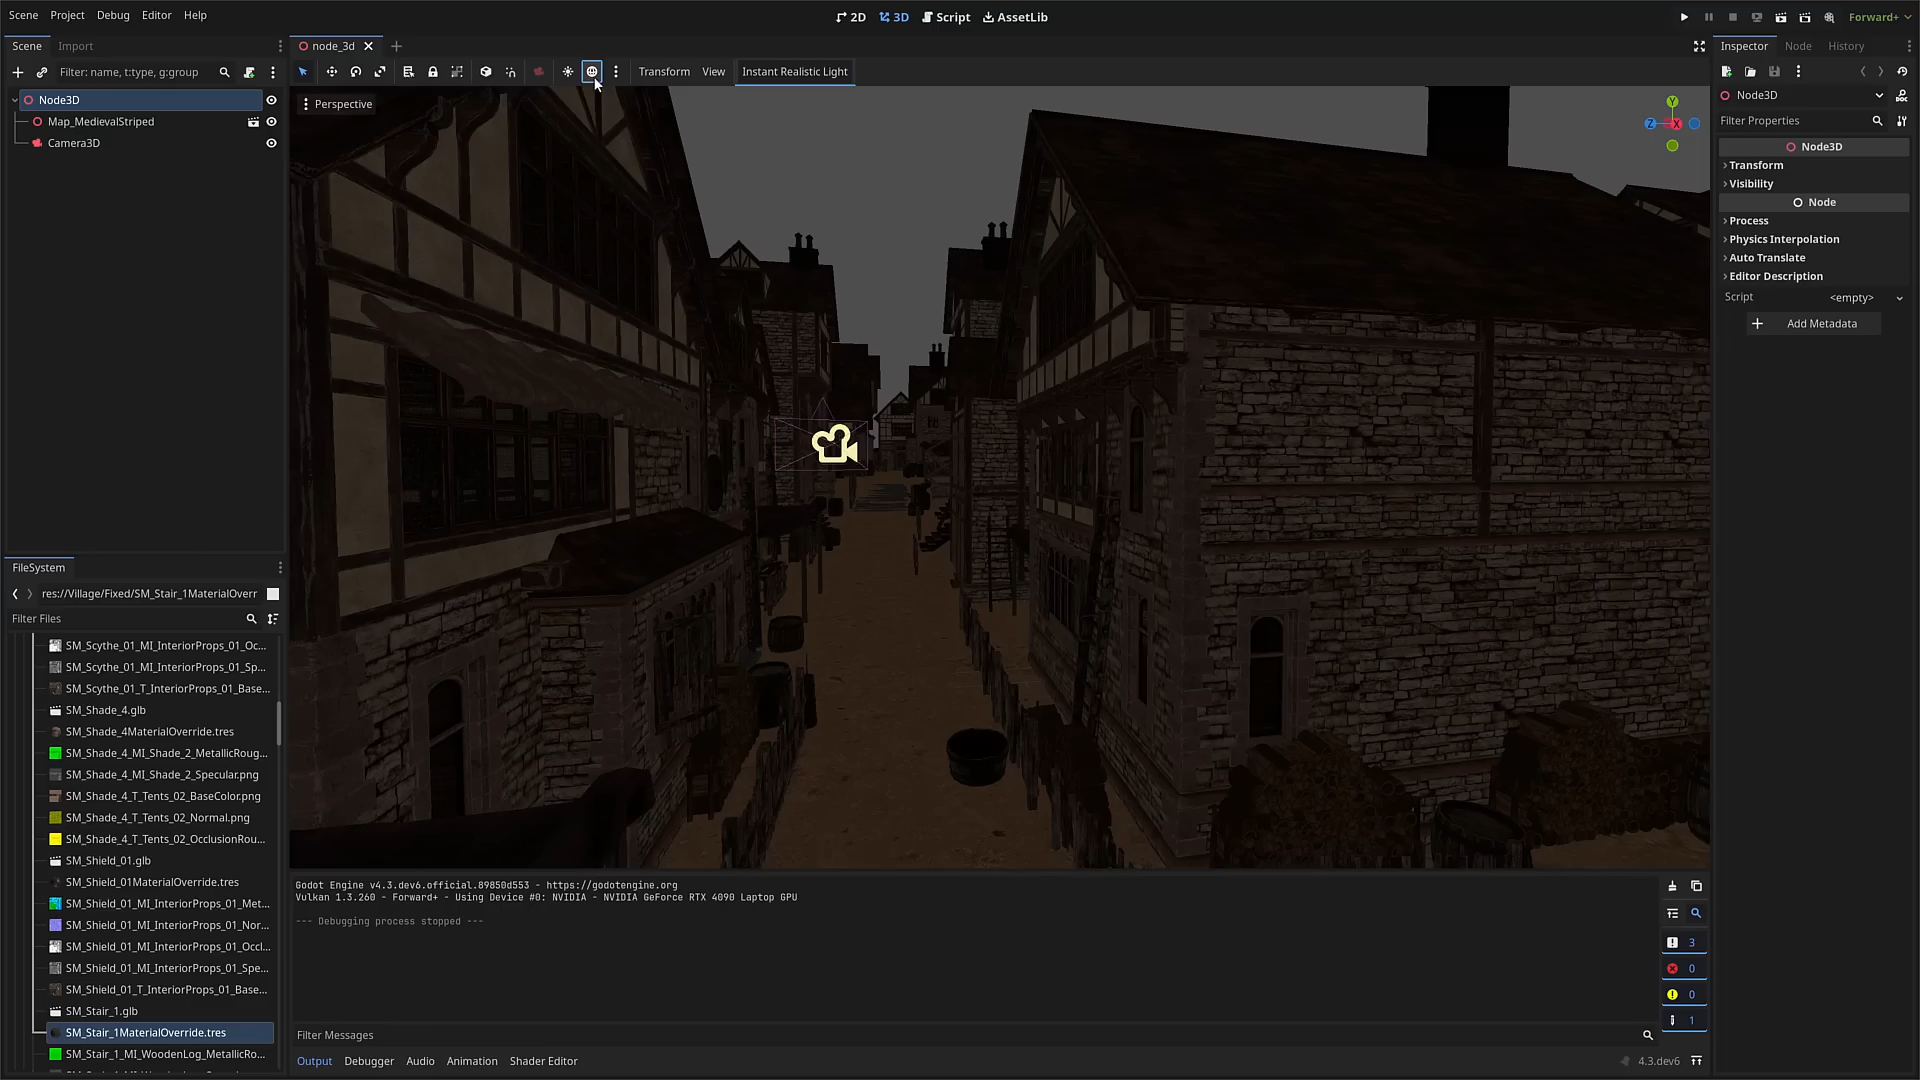 Scene Project Debug Editor Help
2D 3D Script AssetLib
Forward+
Scene Import
node_3d
Inspector Node History
Filter: name, t:type, g:group
Transform View Instant Realistic Light
Node3D
Map_MedievalStriped
Camera3D
Perspective
Y
Z X
Node3D
Filter Properties
Node3D
Transform
Visibility
Node
Process
Physics Interpolation
Auto Translate
Editor Description
Script <empty>
Add Metadata
FileSystem
res://Village/Fixed/SM_Stair_1MaterialOverr
Filter Files
SM_Scythe_01_MI_InteriorProps_01_Oc...
SM_Scythe_01_MI_InteriorProps_01_Sp...
SM_Scythe_01_T_InteriorProps_01_Base...
SM_Shade_4.glb
SM_Shade_4MaterialOverride.tres
SM_Shade_4_MI_Shade_2_MetallicRoug...
SM_Shade_4_MI_Shade_2_Specular.png
SM_Shade_4_T_Tents_02_BaseColor.png
SM_Shade_4_T_Tents_02_Normal.png
SM_Shade_4_T_Tents_02_OcclusionRou...
SM_Shield_01.glb
SM_Shield_01MaterialOverride.tres
SM_Shield_01_MI_InteriorProps_01_Met...
SM_Shield_01_MI_InteriorProps_01_Nor...
SM_Shield_01_MI_InteriorProps_01_Occl...
SM_Shield_01_MI_InteriorProps_01_Spe...
SM_Shield_01_T_InteriorProps_01_Base...
SM_Stair_1.glb
SM_Stair_1MaterialOverride.tres
SM_Stair_1_MI_WoodenLog_MetallicRo...
Godot Engine v4.3.dev6.official.89850d553 - https://godotengine.org
Vulkan 1.3.260 - Forward+ - Using Device #0: NVIDIA - NVIDIA GeForce RTX 4090 Laptop GPU
--- Debugging process stopped ---
3
0
0
1
Filter Messages
Output Debugger Audio Animation Shader Editor
4.3.dev6